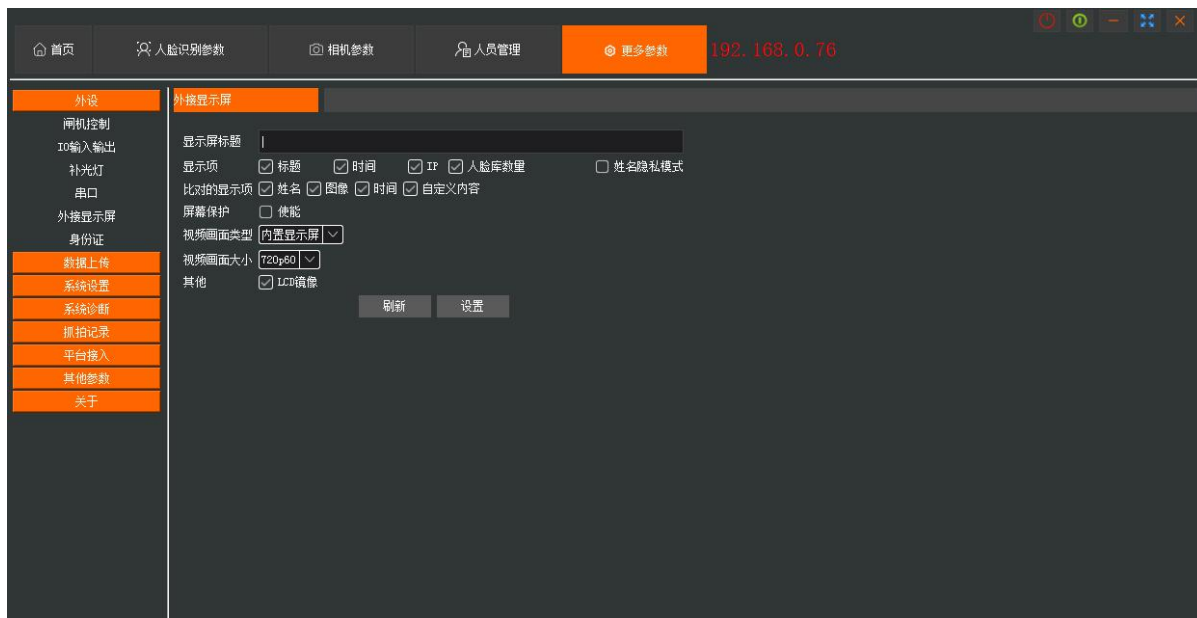 首页 人脸识别参数 相机参数 人员管理 更多参数 192.168.0.76
外设
闸机控制
IO输入输出
补光灯
串口
外接显示屏
身份证
数据上传
系统设置
系统诊断
抓拍记录
平台接入
其他参数
关于
外接显示屏
显示屏标题
显示项 标题 时间 IP 人脸库数量 姓名隐私模式
比对的显示项 姓名 图像 时间 自定义内容
屏幕保护 使能
视频画面类型 内置显示屏
视频画面大小 720p60
其他 LCD镜像
刷新 设置